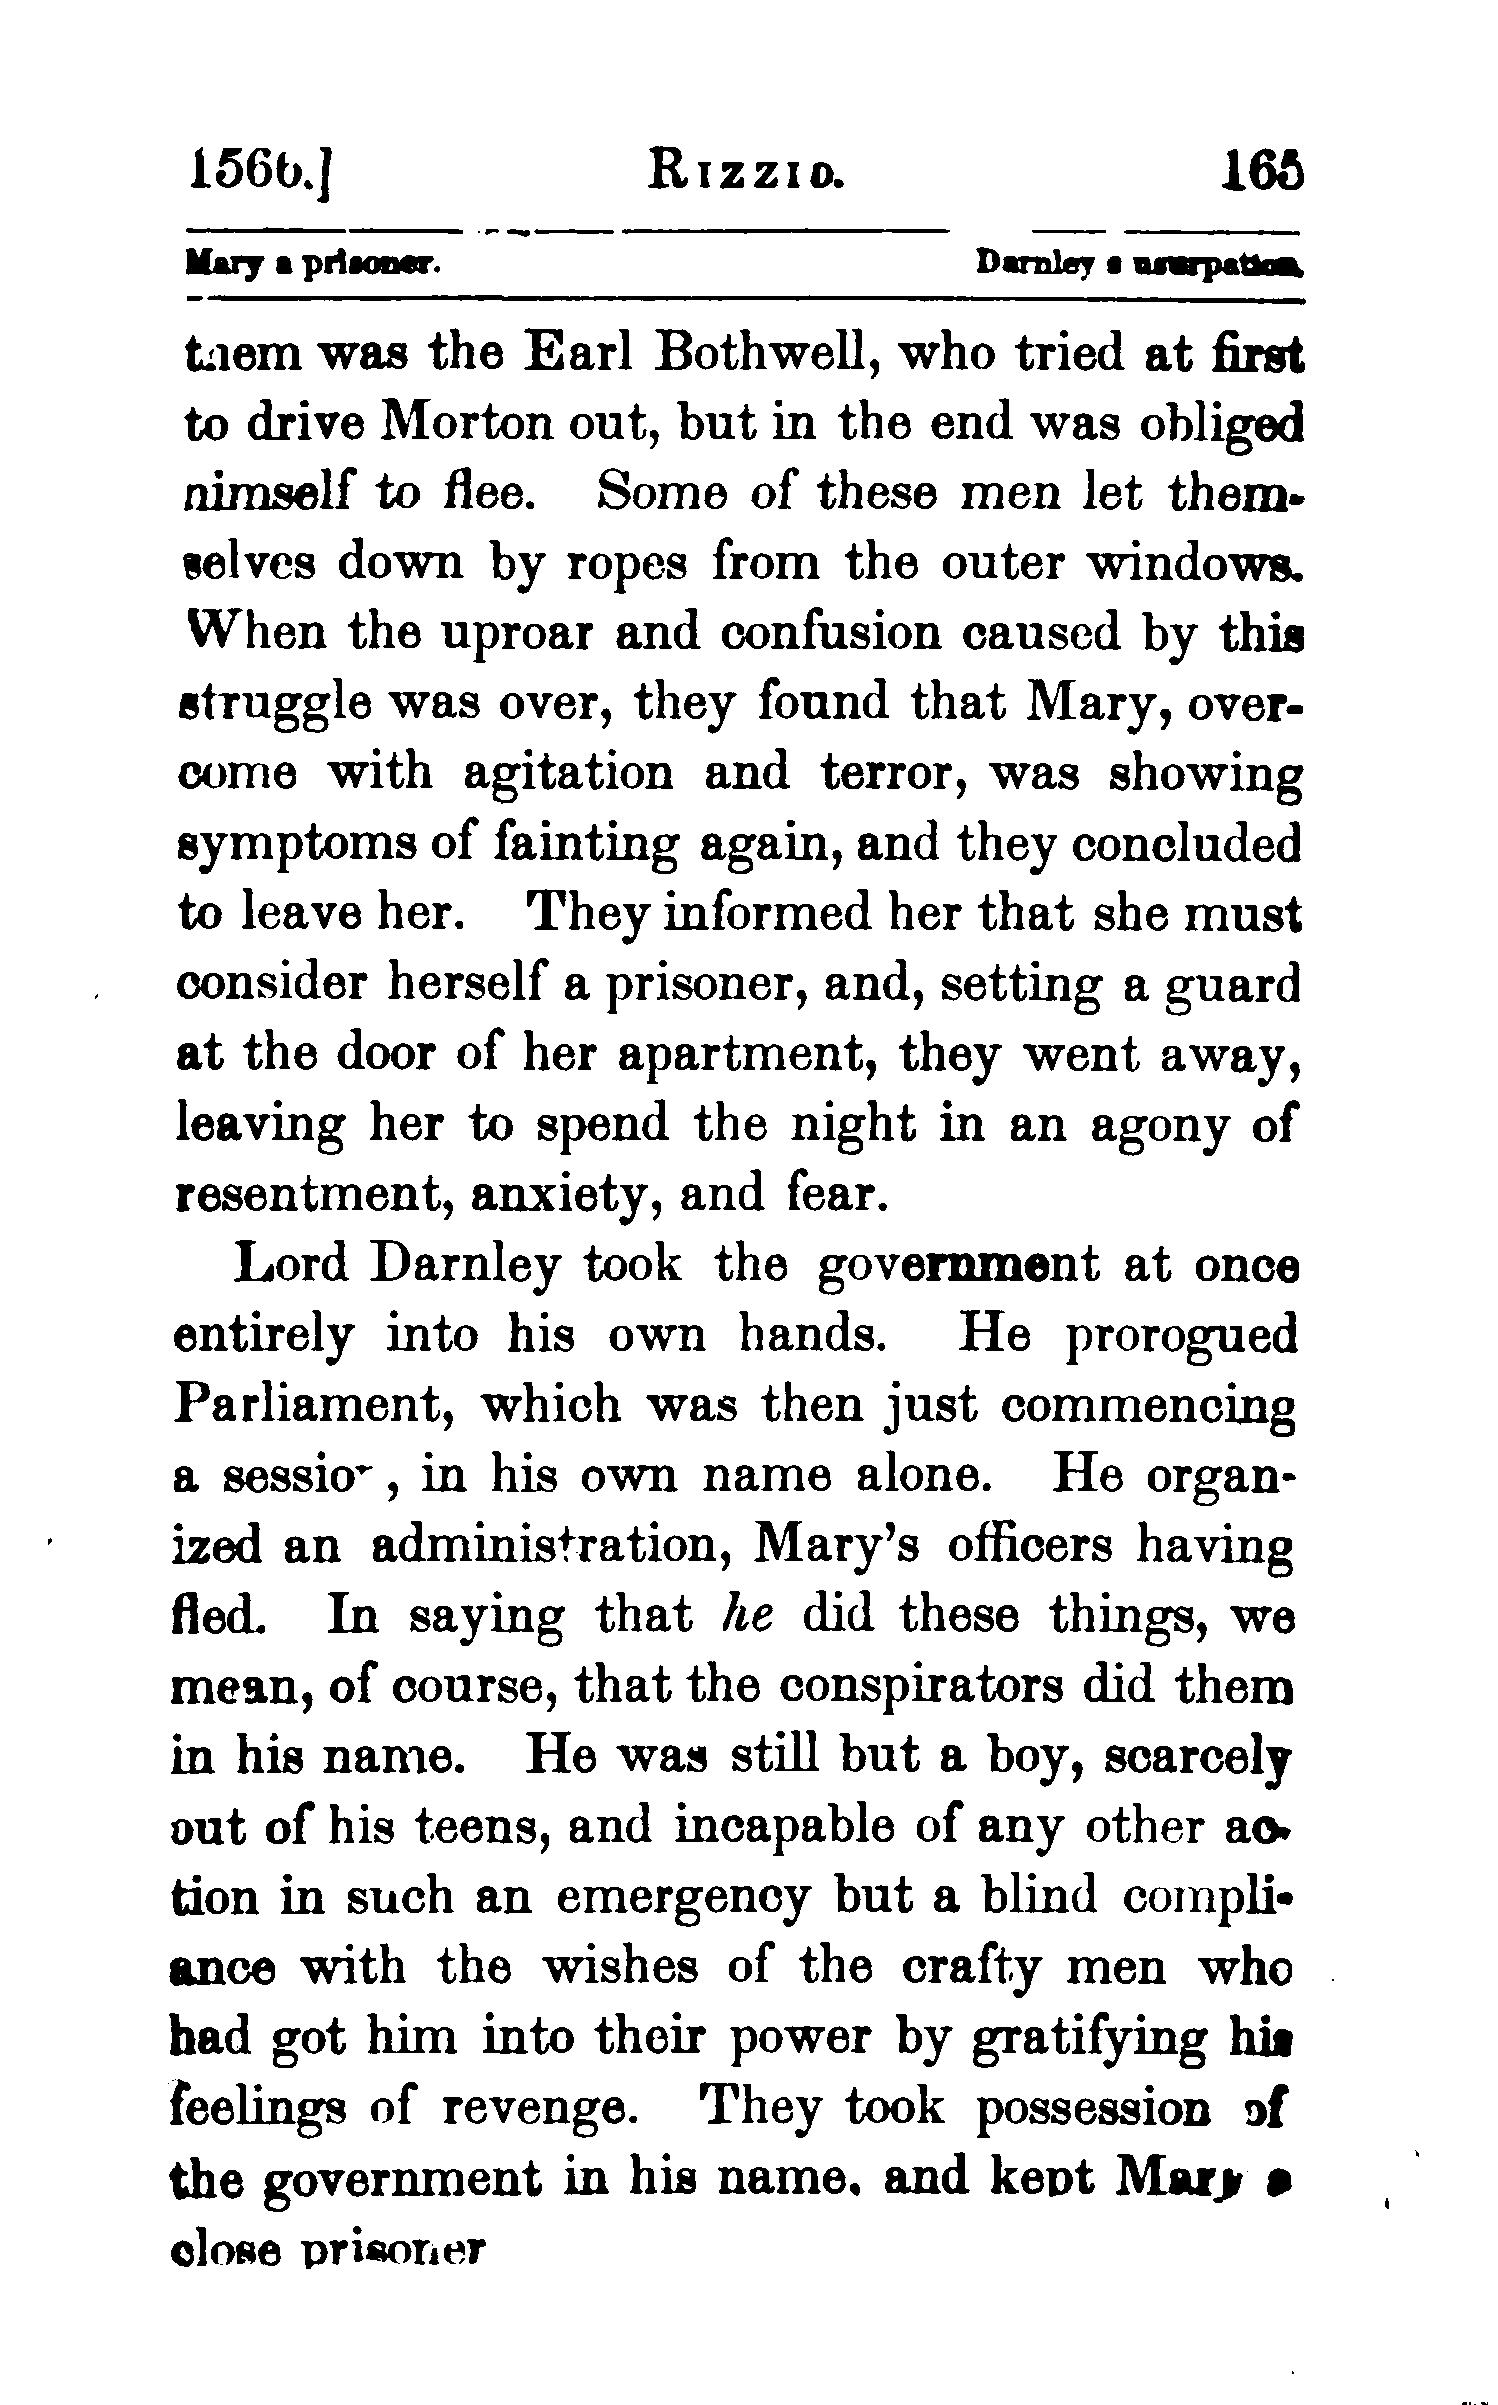 1566.] RIZZIO. 165
Mary a prisoner. Darnley's usurpation.
them was the Earl Bothwell, who tried at first
to drive Morton out, but in the end was obliged
himself to flee. Some of these men let them-
selves down by ropes from the outer windows.
When the uproar and confusion caused by this
struggle was over, they found that Mary, over-
come with agitation and terror, was showing
symptoms of fainting again, and they concluded
to leave her. They informed her that she must
consider herself a prisoner, and, setting a guard
at the door of her apartment, they went away,
leaving her to spend the night in an agony of
resentment, anxiety, and fear.
Lord Darnley took the government at once
entirely into his own hands. He prorogued
Parliament, which was then just commencing
a session, in his own name alone. He organ-
ized an administration, Mary's officers having
fled. In saying that he did these things, we
mean, of course, that the conspirators did them
in his name. He was still but a boy, scarcely
out of his teens, and incapable of any other ac-
tion in such an emergency but a blind compli-
ance with the wishes of the crafty men who
had got him into their power by gratifying his
feelings of revenge. They took possession of
the government in his name, and kept Mary a
close prisoner